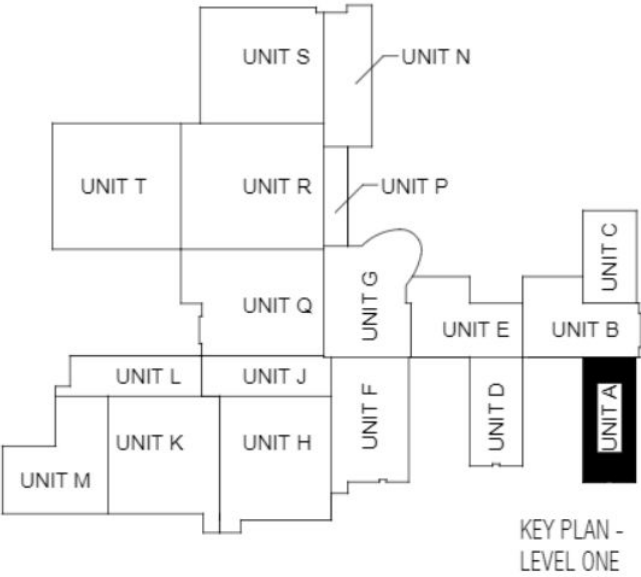 UNIT S
UNIT N
UNIT T
UNIT R
UNIT P
UNIT C
UNIT Q
UNIT G
UNIT E
UNIT B
UNIT L
UNIT J
UNIT F
UNIT D
UNIT A
UNIT K
UNIT H
UNIT M
KEY PLAN -
LEVEL ONE